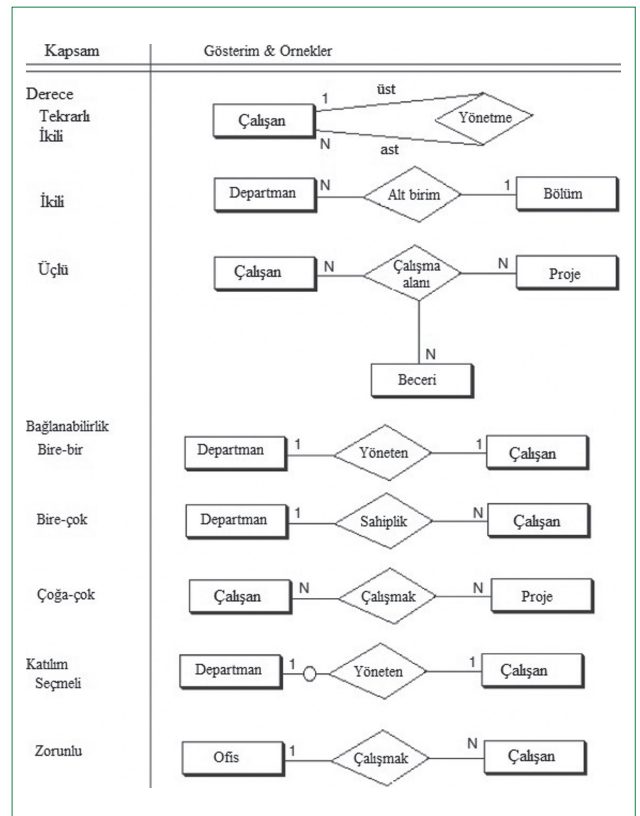 Kapsam Gösterim & Ornekler
Derece
Tekrarlı
İkili
Çalışan 1 üst Yönetme
N ast
İkili Departman N Alt birim 1 Bölüm
Üçlü Çalışan N Çalışma alanı N Proje
N
Beceri
Bağlanabilirlik
Bire-bir Departman 1 Yöneten 1 Çalışan
Bire-çok Departman 1 Sahiplik N Çalışan
Çoğa-çok Çalışan N Çalışmak N Proje
Katılım
Seçmeli Departman 1 Yöneten 1 Çalışan
Zorunlu Ofis 1 Çalışmak N Çalışan